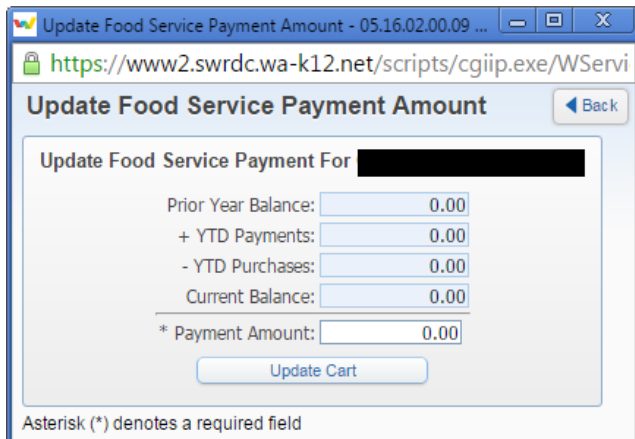 Update Food Service Payment Amount - 05.16.02.00.09 ...
https://www2.swrdc.wa-k12.net/scripts/cgiip.exe/WServi
Update Food Service Payment Amount
Back
Update Food Service Payment For
Prior Year Balance: 0.00
+ YTD Payments: 0.00
- YTD Purchases: 0.00
Current Balance: 0.00
* Payment Amount: 0.00
Update Cart
Asterisk (*) denotes a required field